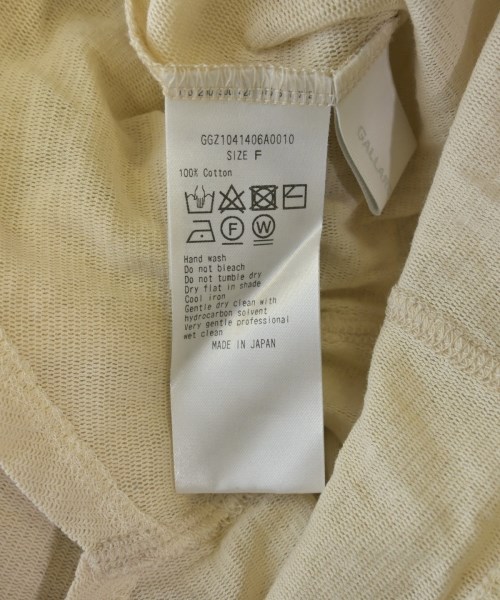 GGZ1041406A0010
SIZE F
100% Cotton
F W
Hand wash
Do not bleach
Do not tumble dry
Dry flat in shade
Cool iron
Gentle dry clean with
hydrocarbon solvent
Very gentle professional
wet clean
MADE IN JAPAN